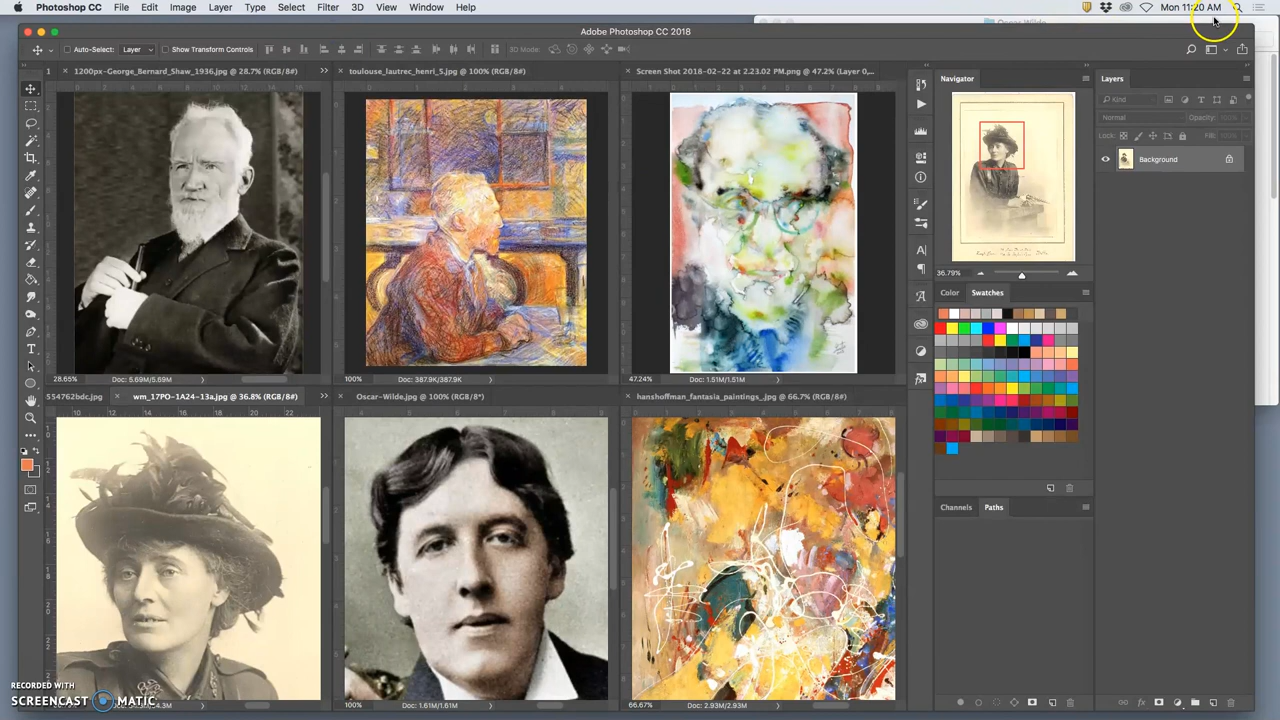 Photoshop CC File Edit Image Layer Type Select Filter 3D View Window Help Mon 11:20 AM
Adobe Photoshop CC 2018
Auto-Select: Layer Show Transform Controls 3D Mode:
1200px-George_Bernard_Shaw_1936.jpg @ 28.7% (RGB/8#)
toulouse_lautrec_henri_5.jpg @ 100% (RGB/8#)
Screen Shot 2018-02-22 at 2.23.02 PM.png @ 47.2% (Layer 0,...
Navigator
Layers
Kind
Normal Opacity: 100%
Lock: Fill: 100%
Background
36.79%
Color Swatches
28.65% Doc: 5.69M/5.69M
100% Doc: 387.9K/387.9K
47.24% Doc: 1.51M/1.51M
554762bdc.jpg
wm_17PO-1A24-13a.jpg @ 36.8% (RGB/8#)
Oscar-Wilde.jpg @ 100% (RGB/8*)
hanshoffman_fantasia_paintings_.jpg @ 66.7% (RGB/8#)
Channels Paths
RECORDED WITH
SCREENCAST MATIC
100% Doc: 1.61M/1.61M
66.67% Doc: 2.93M/2.93M